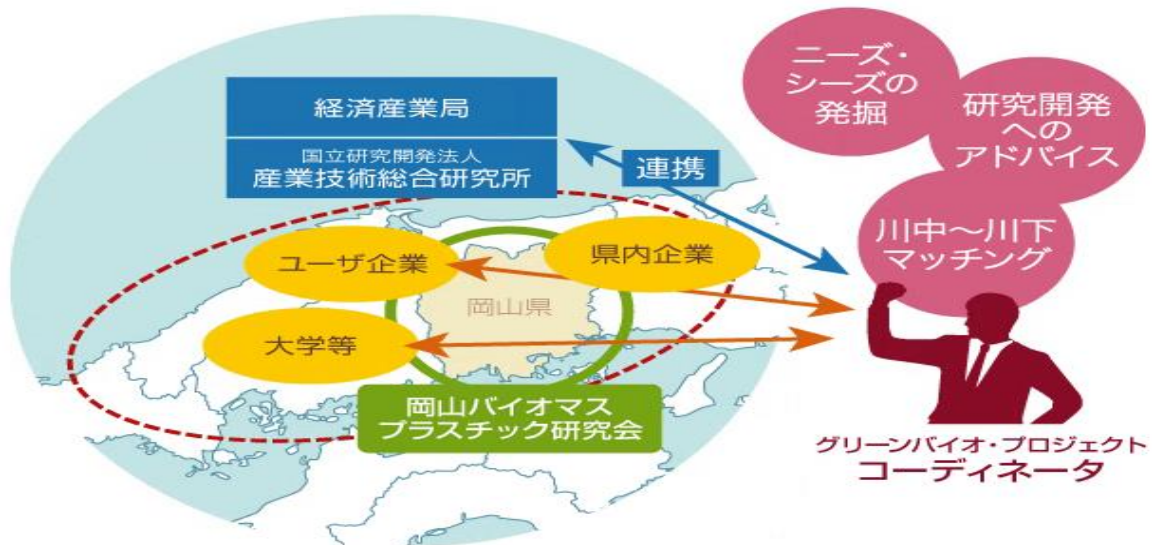 ニーズ・
シーズの
発掘
研究開発
への
アドバイス
川中～川下
マッチング
経済産業局
国立研究開発法人
産業技術総合研究所
連携
ユーザ企業
県内企業
岡山県
大学等
岡山バイオマス
プラスチック研究会
グリーンバイオ・プロジェクト
コーディネータ